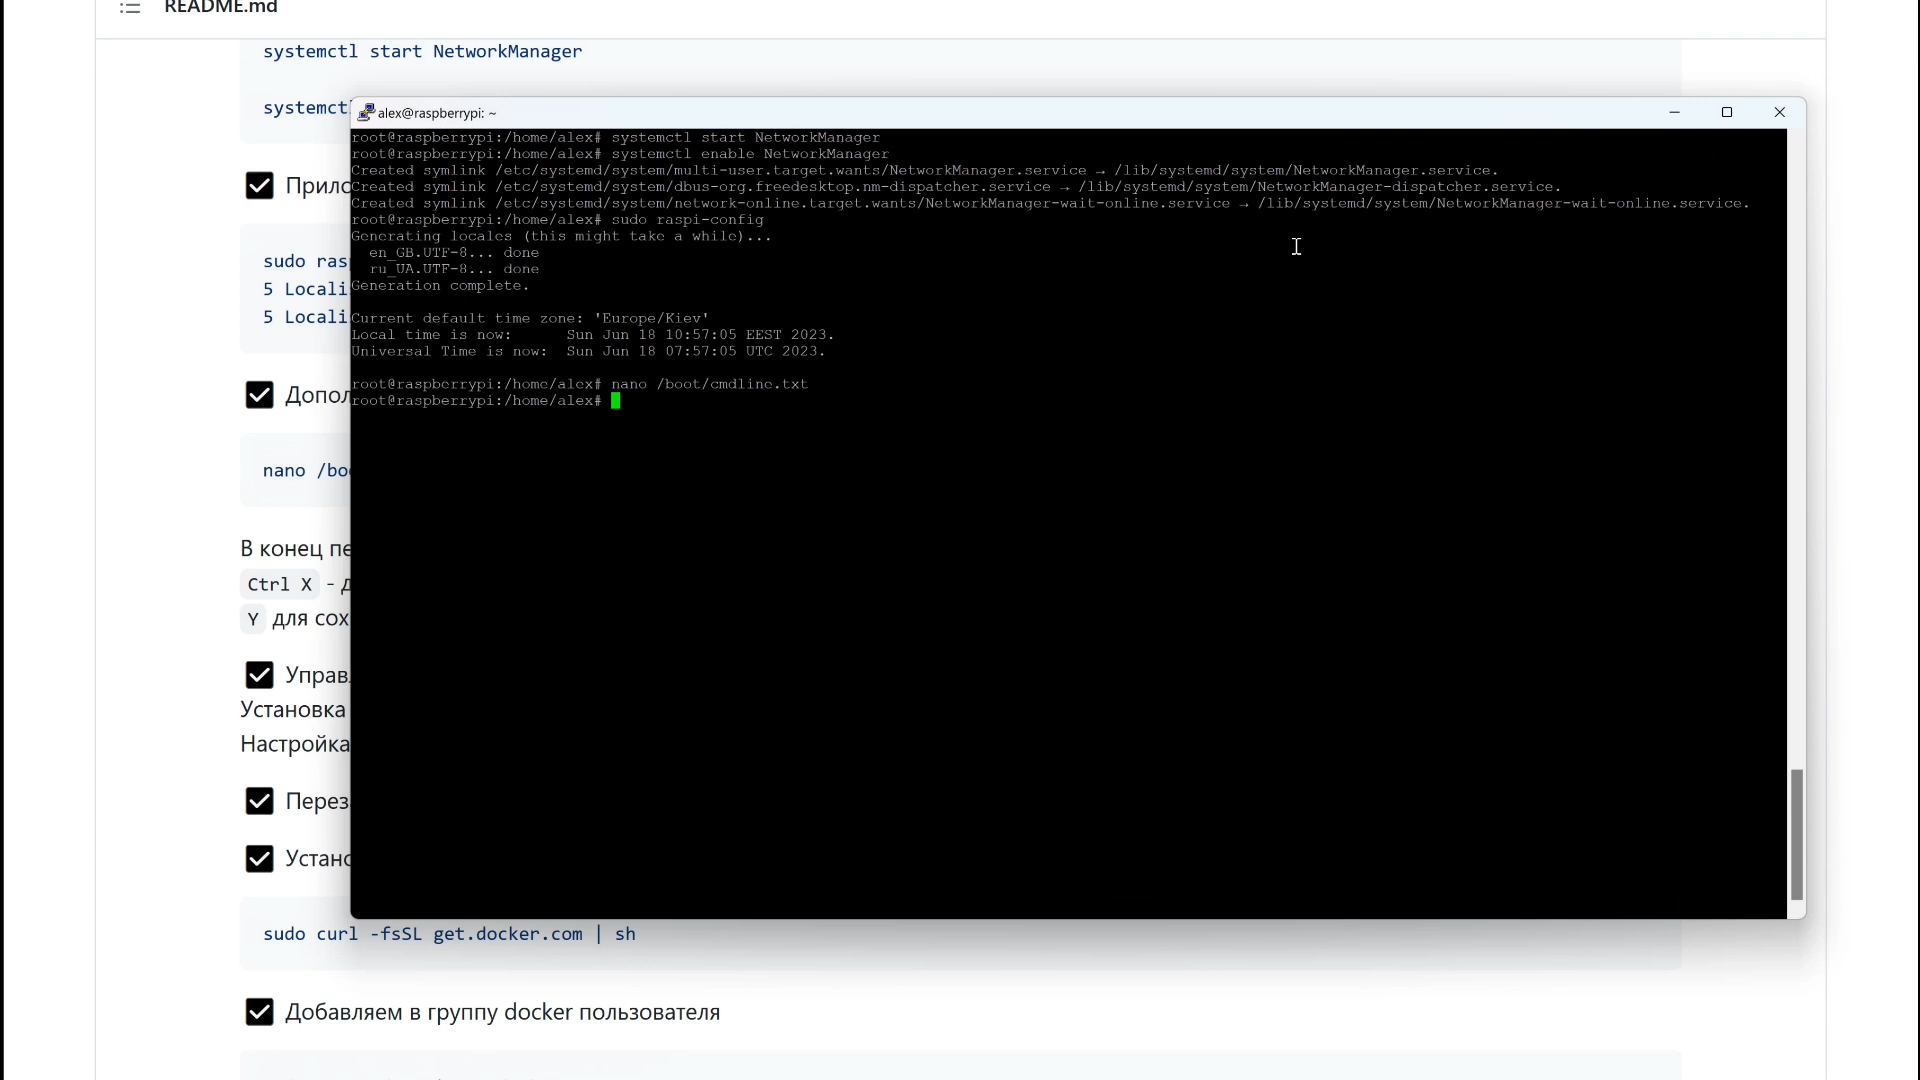 README.md
systemctl start NetworkManager
systemct
alex@raspberrypi: ~
root@raspberrypi:/home/alex# systemctl start NetworkManager
root@raspberrypi:/home/alex# systemctl enable NetworkManager
Created symlink /etc/systemd/system/multi-user.target.wants/NetworkManager.service → /lib/systemd/system/NetworkManager.service.
Created symlink /etc/systemd/system/dbus-org.freedesktop.nm-dispatcher.service → /lib/systemd/system/NetworkManager-dispatcher.service.
Created symlink /etc/systemd/system/network-online.target.wants/NetworkManager-wait-online.service → /lib/systemd/system/NetworkManager-wait-online.service.
root@raspberrypi:/home/alex# sudo raspi-config
Generating locales (this might take a while)...
en_GB.UTF-8... done
ru_UA.UTF-8... done
Generation complete.
Current default time zone: 'Europe/Kiev'
Local time is now: Sun Jun 18 10:57:05 EEST 2023.
Universal Time is now: Sun Jun 18 07:57:05 UTC 2023.
root@raspberrypi:/home/alex# nano /boot/cmdline.txt
root@raspberrypi:/home/alex#
Прило
sudo ras
5 Locali
5 Locali
Допол
nano /bo
В конец пе
Ctrl X - д
Y для сох
Управ
Установка
Настройка
Перез
Устано
sudo curl -fsSL get.docker.com | sh
Добавляем в группу docker пользователя